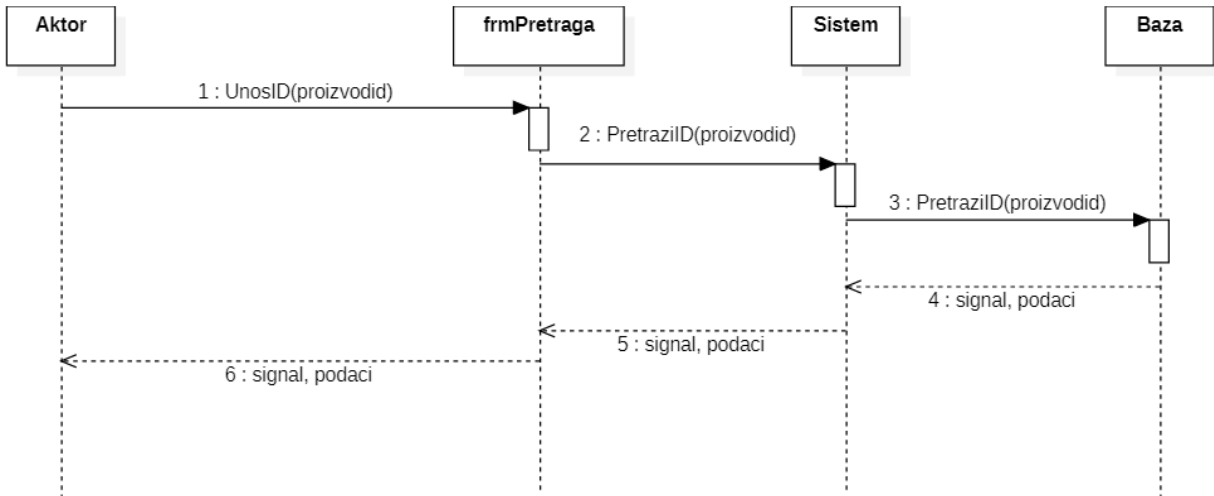 Aktor
frmPretraga
Sistem
Baza
1 : UnosID(proizvodid)
2 : PretraziID(proizvodid)
3 : PretraziID(proizvodid)
4 : signal, podaci
5 : signal, podaci
6 : signal, podaci